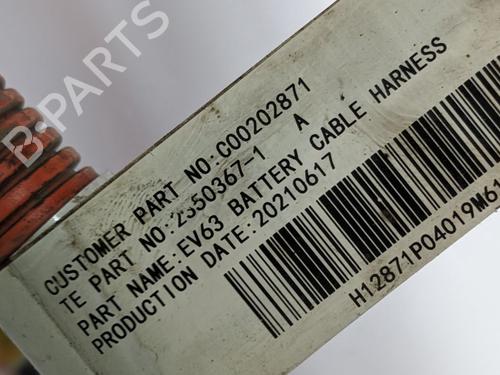 CUSTOMER PART NO:C00202871
TE PART NO:2350367-1 A
PART NAME:EV63 BATTERY CABLE HARNESS
PRODUCTION DATE:20210617
H12871P04019M6
B-PARTS